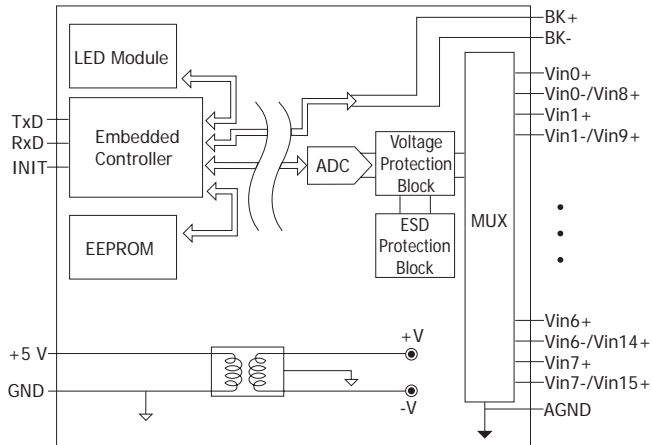 BK+
BK-
LED Module
Vin0+
Vin0-/Vin8+
Vin1+
Vin1-/Vin9+
TxD
RxD
INIT
Embedded
Controller
ADC
Voltage
Protection
Block
ESD
Protection
Block
MUX
EEPROM
Vin6+
Vin6-/Vin14+
Vin7+
Vin7-/Vin15+
AGND
+5 V
GND
+V
-V